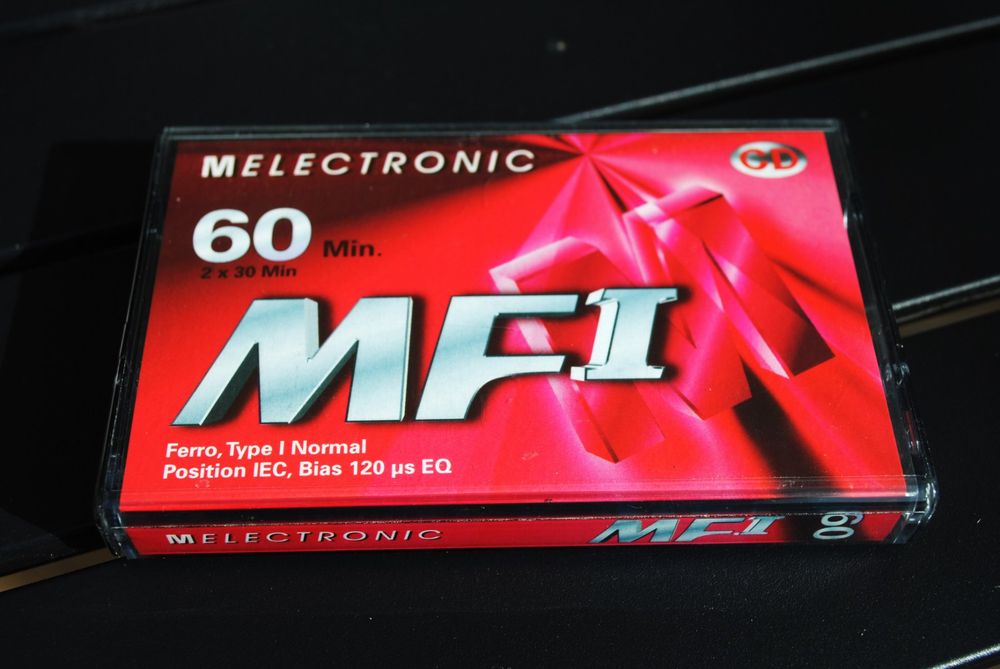 MELECTRONIC
CD
60 Min.
2 x 30 Min
MFI
Ferro, Type I Normal
Position IEC, Bias 120 µs EQ
MELECTRONIC MFI 60